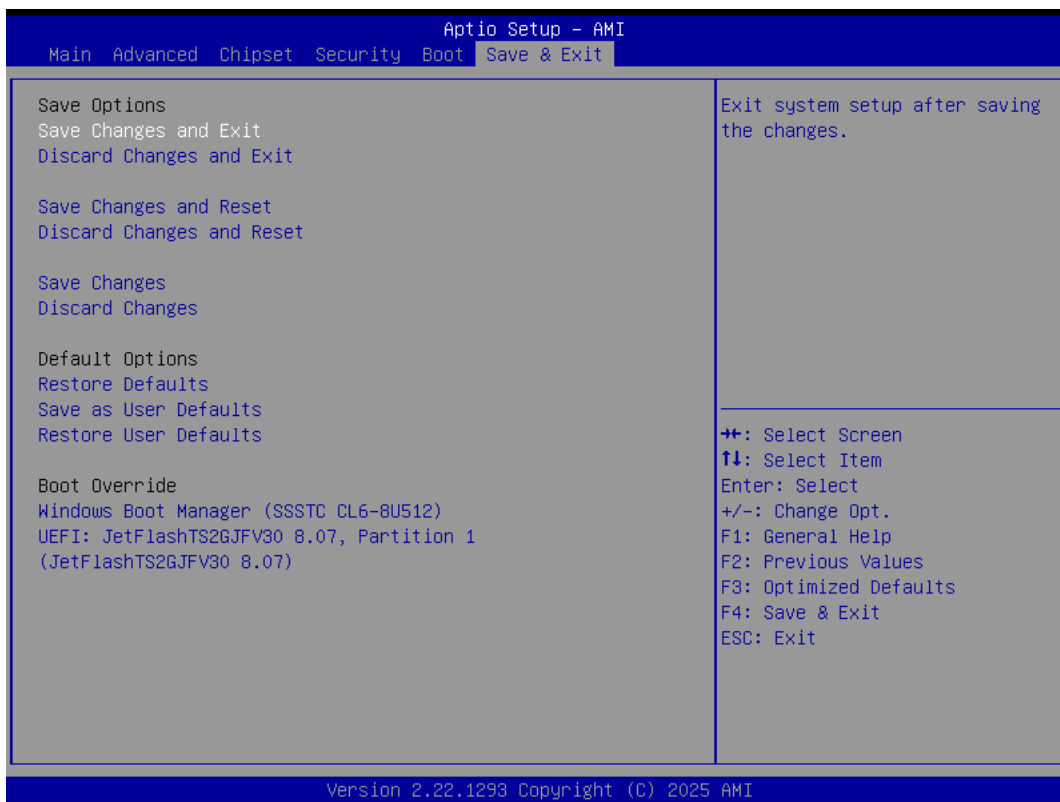 Aptio Setup – AMI
Main Advanced Chipset Security Boot Save & Exit
Save Options
Save Changes and Exit
Discard Changes and Exit
Save Changes and Reset
Discard Changes and Reset
Save Changes
Discard Changes
Default Options
Restore Defaults
Save as User Defaults
Restore User Defaults
Boot Override
Windows Boot Manager (SSSTC CL6-8U512)
UEFI: JetFlashTS2GJFV30 8.07, Partition 1
(JetFlashTS2GJFV30 8.07)
Exit system setup after saving
the changes.
→←: Select Screen
↑↓: Select Item
Enter: Select
+/-: Change Opt.
F1: General Help
F2: Previous Values
F3: Optimized Defaults
F4: Save & Exit
ESC: Exit
Version 2.22.1293 Copyright (C) 2025 AMI